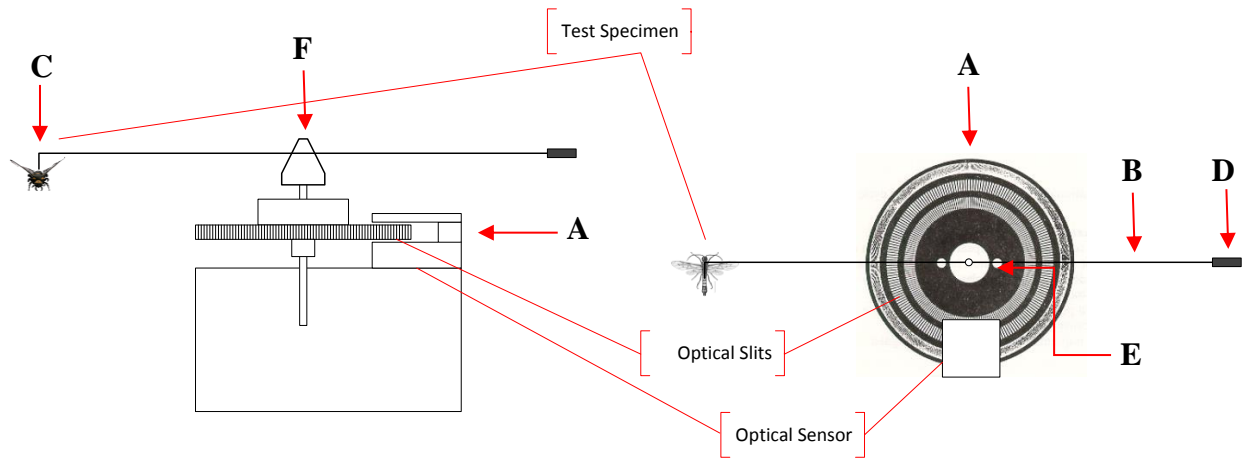 Test Specimen
C
F
A
A
B
D
E
Optical Slits
Optical Sensor